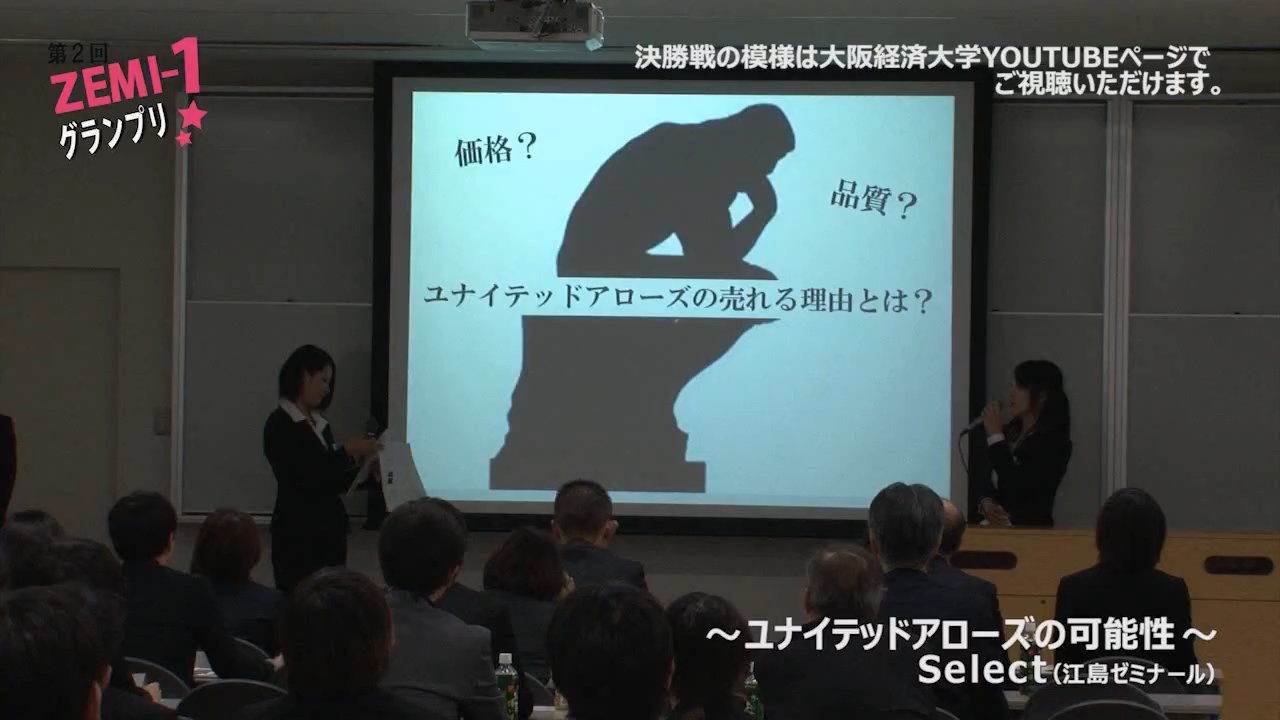 第2回
ZEMI-1
グランプリ
決勝戦の模様は大阪経済大学YOUTUBEページで
ご視聴いただけます。
価格？
品質？
ユナイテッドアローズの売れる理由とは？
～ユナイテッドアローズの可能性～
Select（江島ゼミナール）